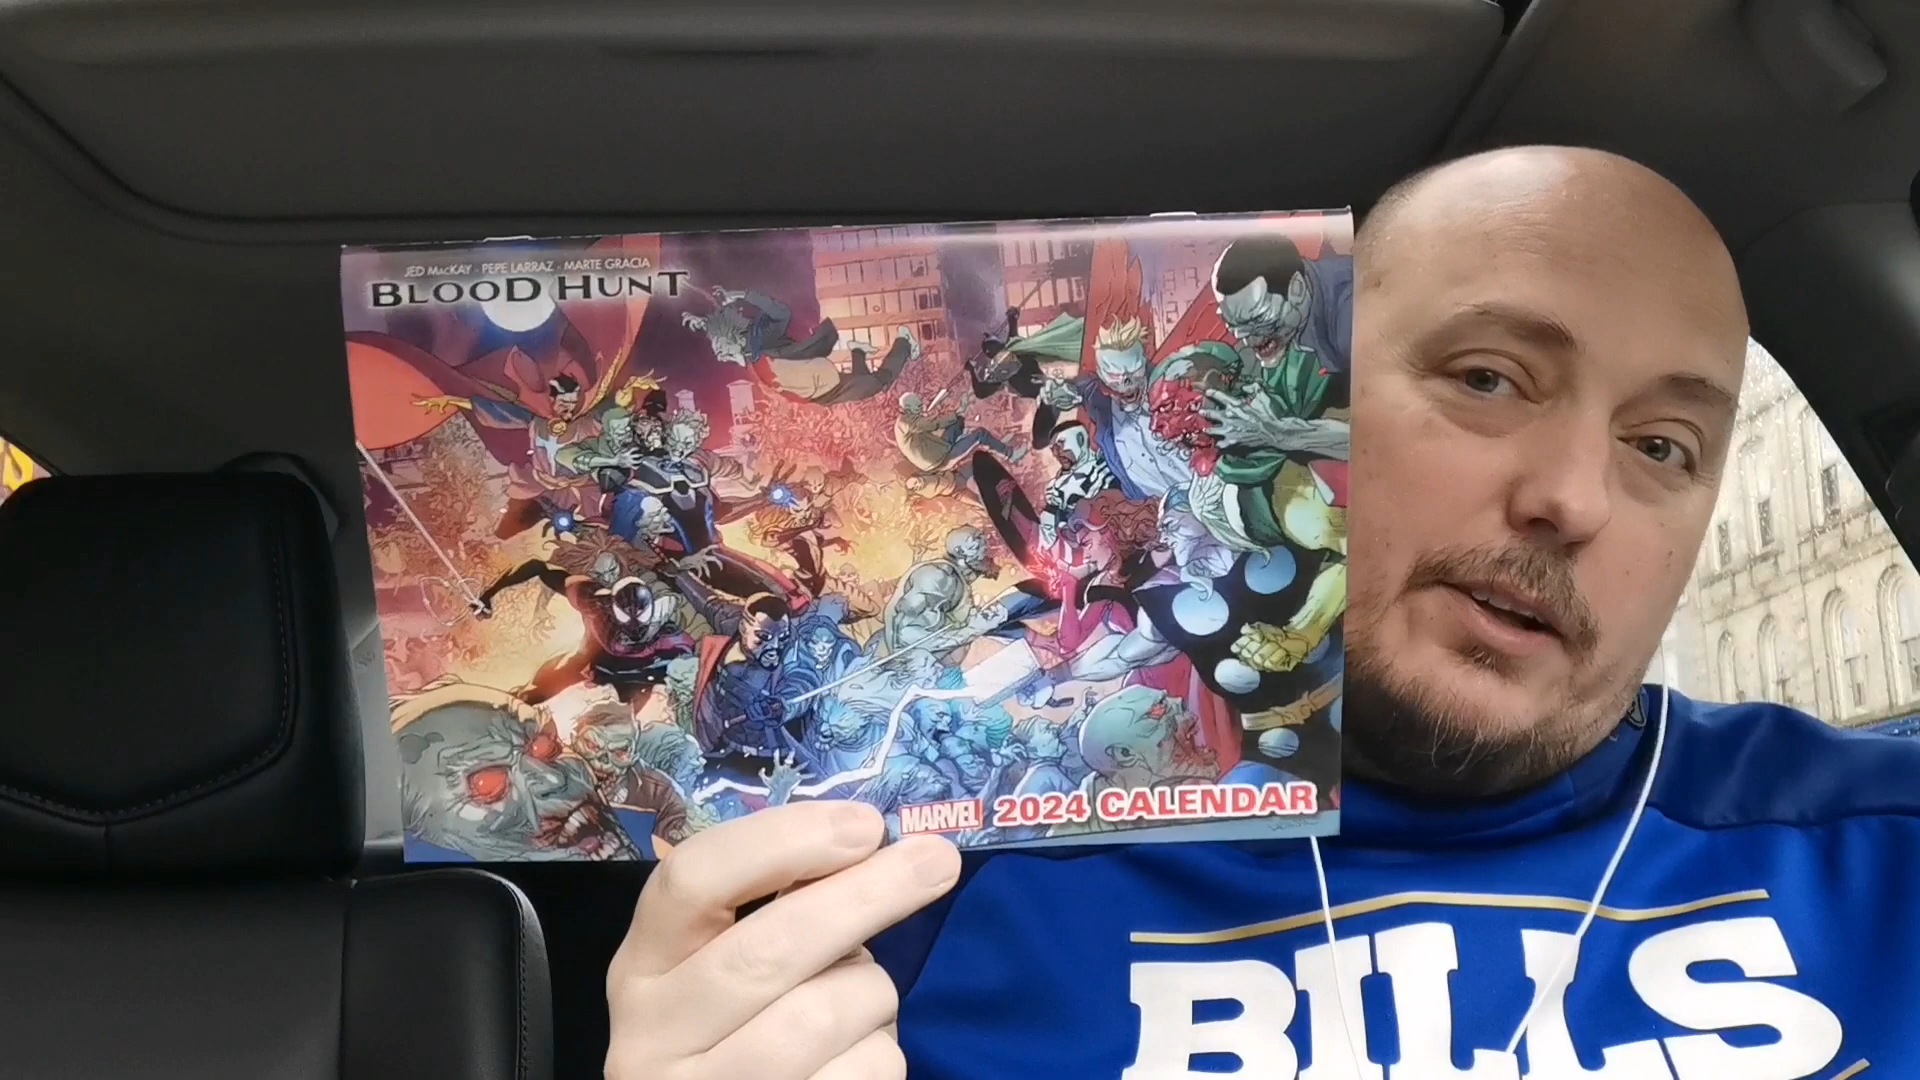 JED MacKAY · PEPE LARRAZ · MARTE GRACIA
BLOOD HUNT
MARVEL 2024 CALENDAR
BILLS